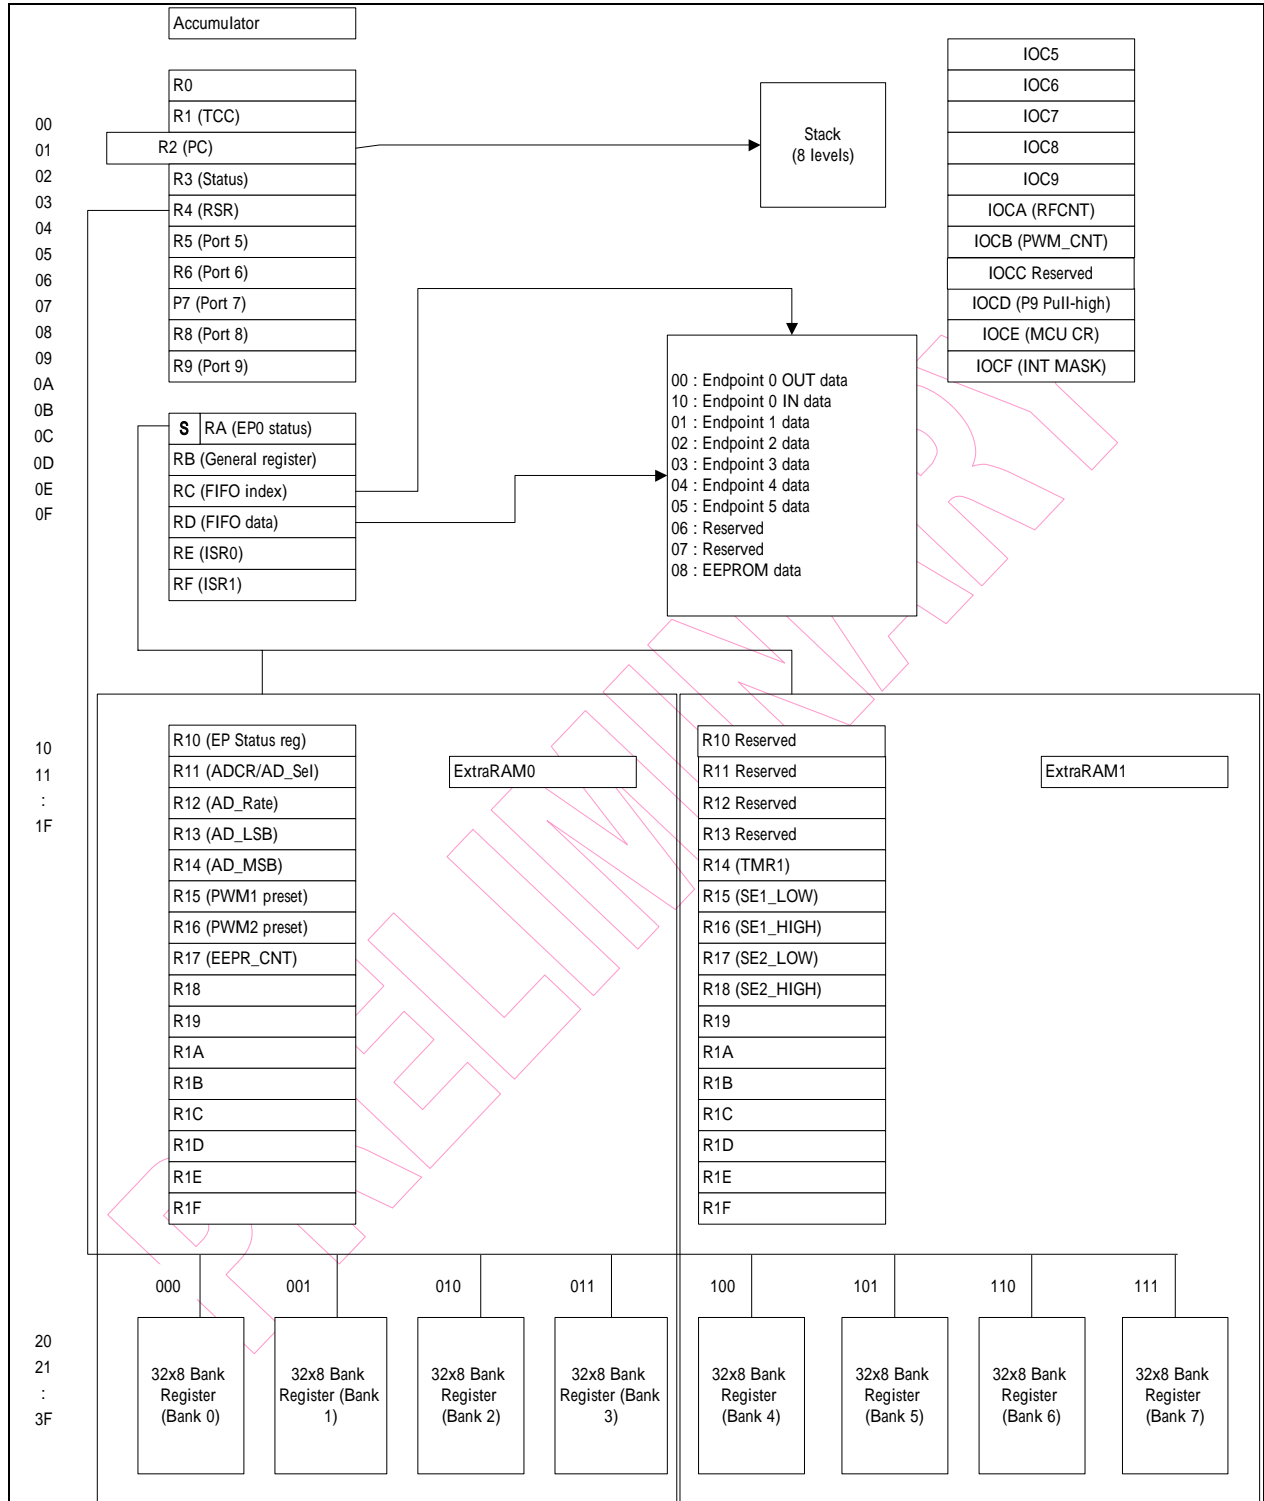 Accumulator
R0
R1 (TCC)
R2 (PC)
R3 (Status)
R4 (RSR)
R5 (Port 5)
R6 (Port 6)
P7 (Port 7)
R8 (Port 8)
R9 (Port 9)
00
01
02
03
04
05
06
07
08
09
0A
0B
0C
0D
0E
0F
S RA (EP0 status)
RB (General register)
RC (FIFO index)
RD (FIFO data)
RE (ISR0)
RF (ISR1)
Stack
(8 levels)
IOC5
IOC6
IOC7
IOC8
IOC9
IOCA (RFCNT)
IOCB (PWM_CNT)
IOCC Reserved
IOCD (P9 Pull-high)
IOCE (MCU CR)
IOCF (INT MASK)
00 : Endpoint 0 OUT data
10 : Endpoint 0 IN data
01 : Endpoint 1 data
02 : Endpoint 2 data
03 : Endpoint 3 data
04 : Endpoint 4 data
05 : Endpoint 5 data
06 : Reserved
07 : Reserved
08 : EEPROM data
PRELIMINARY
10
11
:
1F
R10 (EP Status reg)
R11 (ADCR/AD_Sel)
R12 (AD_Rate)
R13 (AD_LSB)
R14 (AD_MSB)
R15 (PWM1 preset)
R16 (PWM2 preset)
R17 (EEPR_CNT)
R18
R19
R1A
R1B
R1C
R1D
R1E
R1F
ExtraRAM0
R10 Reserved
R11 Reserved
R12 Reserved
R13 Reserved
R14 (TMR1)
R15 (SE1_LOW)
R16 (SE1_HIGH)
R17 (SE2_LOW)
R18 (SE2_HIGH)
R19
R1A
R1B
R1C
R1D
R1E
R1F
ExtraRAM1
000
001
010
011
100
101
110
111
20
21
:
3F
32x8 Bank
Register
(Bank 0)
32x8 Bank
Register (Bank
1)
32x8 Bank
Register
(Bank 2)
32x8 Bank
Register (Bank
3)
32x8 Bank
Register
(Bank 4)
32x8 Bank
Register
(Bank 5)
32x8 Bank
Register
(Bank 6)
32x8 Bank
Register
(Bank 7)